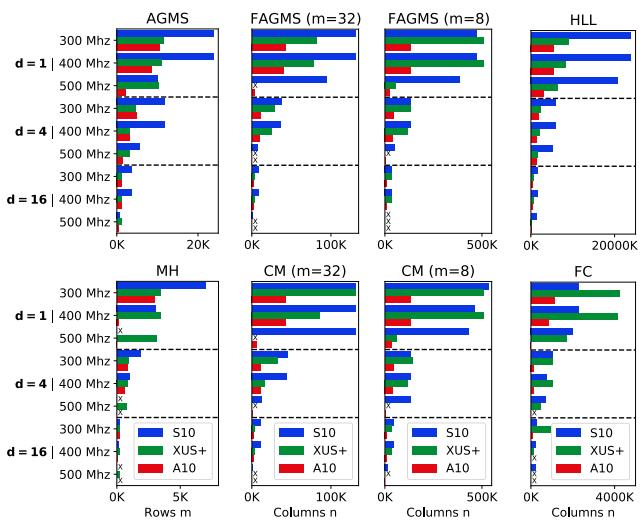 AGMS
FAGMS (m=32)
FAGMS (m=8)
HLL
300 Mhz
d = 1 | 400 Mhz
500 Mhz
300 Mhz
d = 4 | 400 Mhz
500 Mhz
300 Mhz
d = 16 | 400 Mhz
500 Mhz
x
x
x
x
x
x
x
x
x
0K 20K
0K 100K
0K 500K
0 20000K
MH
CM (m=32)
CM (m=8)
FC
300 Mhz
d = 1 | 400 Mhz
500 Mhz
300 Mhz
d = 4 | 400 Mhz
500 Mhz
300 Mhz
d = 16 | 400 Mhz
500 Mhz
S10
XUS+
A10
S10
XUS+
A10
S10
XUS+
A10
S10
XUS+
A10
0K 5K
0K 100K
0K 500K
0 4000K
Rows m
Columns n
Columns n
Columns n